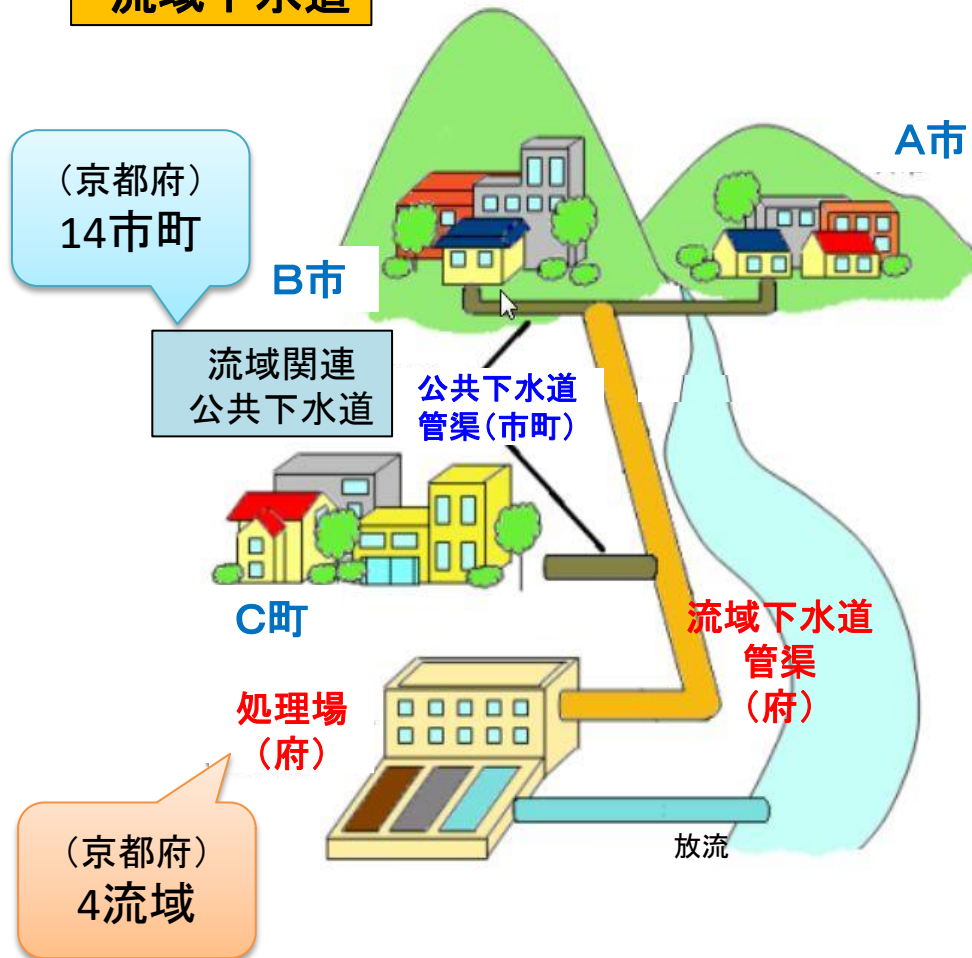 流域下水道
A市
（京都府）
14市町
B市
流域関連
公共下水道
公共下水道
管渠（市町）
C町
流域下水道
管渠
（府）
処理場
（府）
放流
（京都府）
4流域